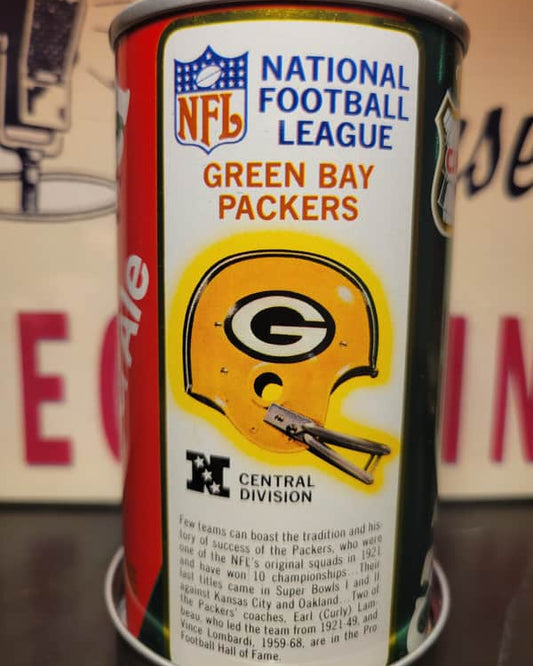 NFL
NATIONAL
FOOTBALL
LEAGUE
GREEN BAY
PACKERS
G
N
CENTRAL
DIVISION
Few teams can boast the tradition and his-
tory of success of the Packers, who were
one of the NFL's original squads in 1921
and have won 10 championships...Their
last titles came in Super Bowls I and II
against Kansas City and Oakland...Two of
the Packers' coaches, Earl (Curly) Lam-
beau, who led the team from 1921-49, and
Vince Lombardi, 1959-68, are in the Pro
Football Hall of Fame.
Ale